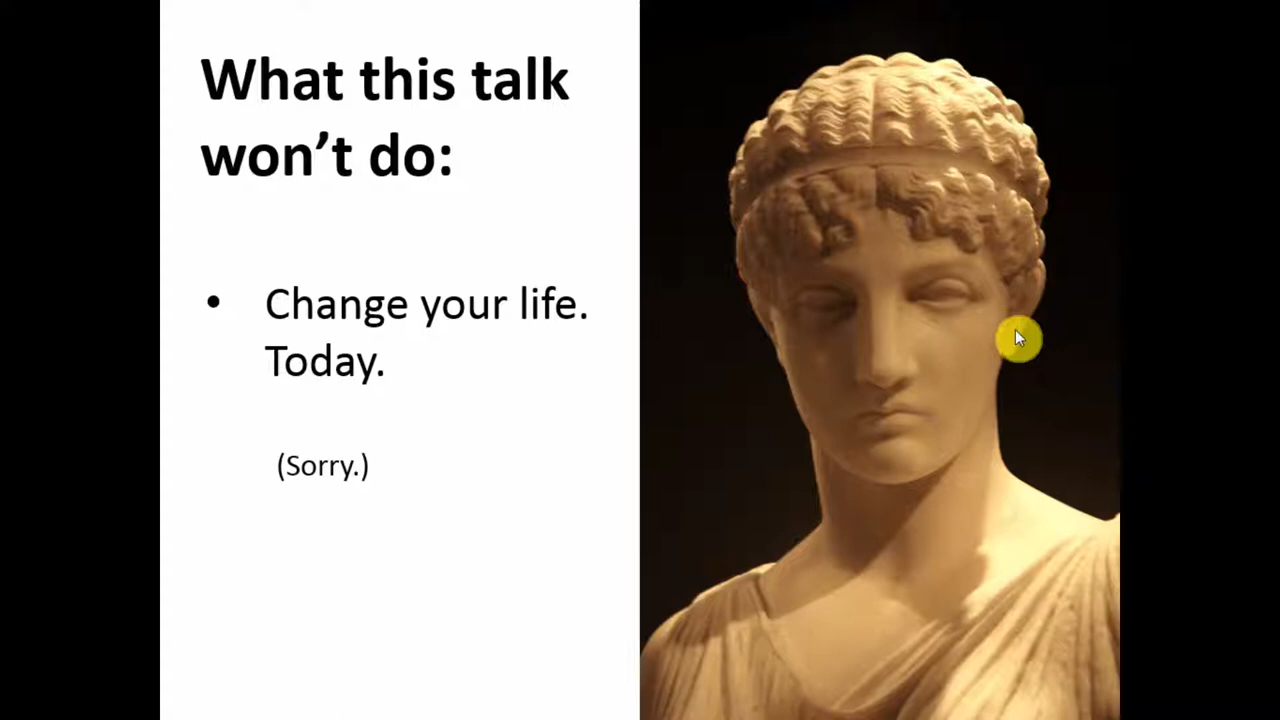 What this talk
won’t do:
• Change your life.
Today.
(Sorry.)